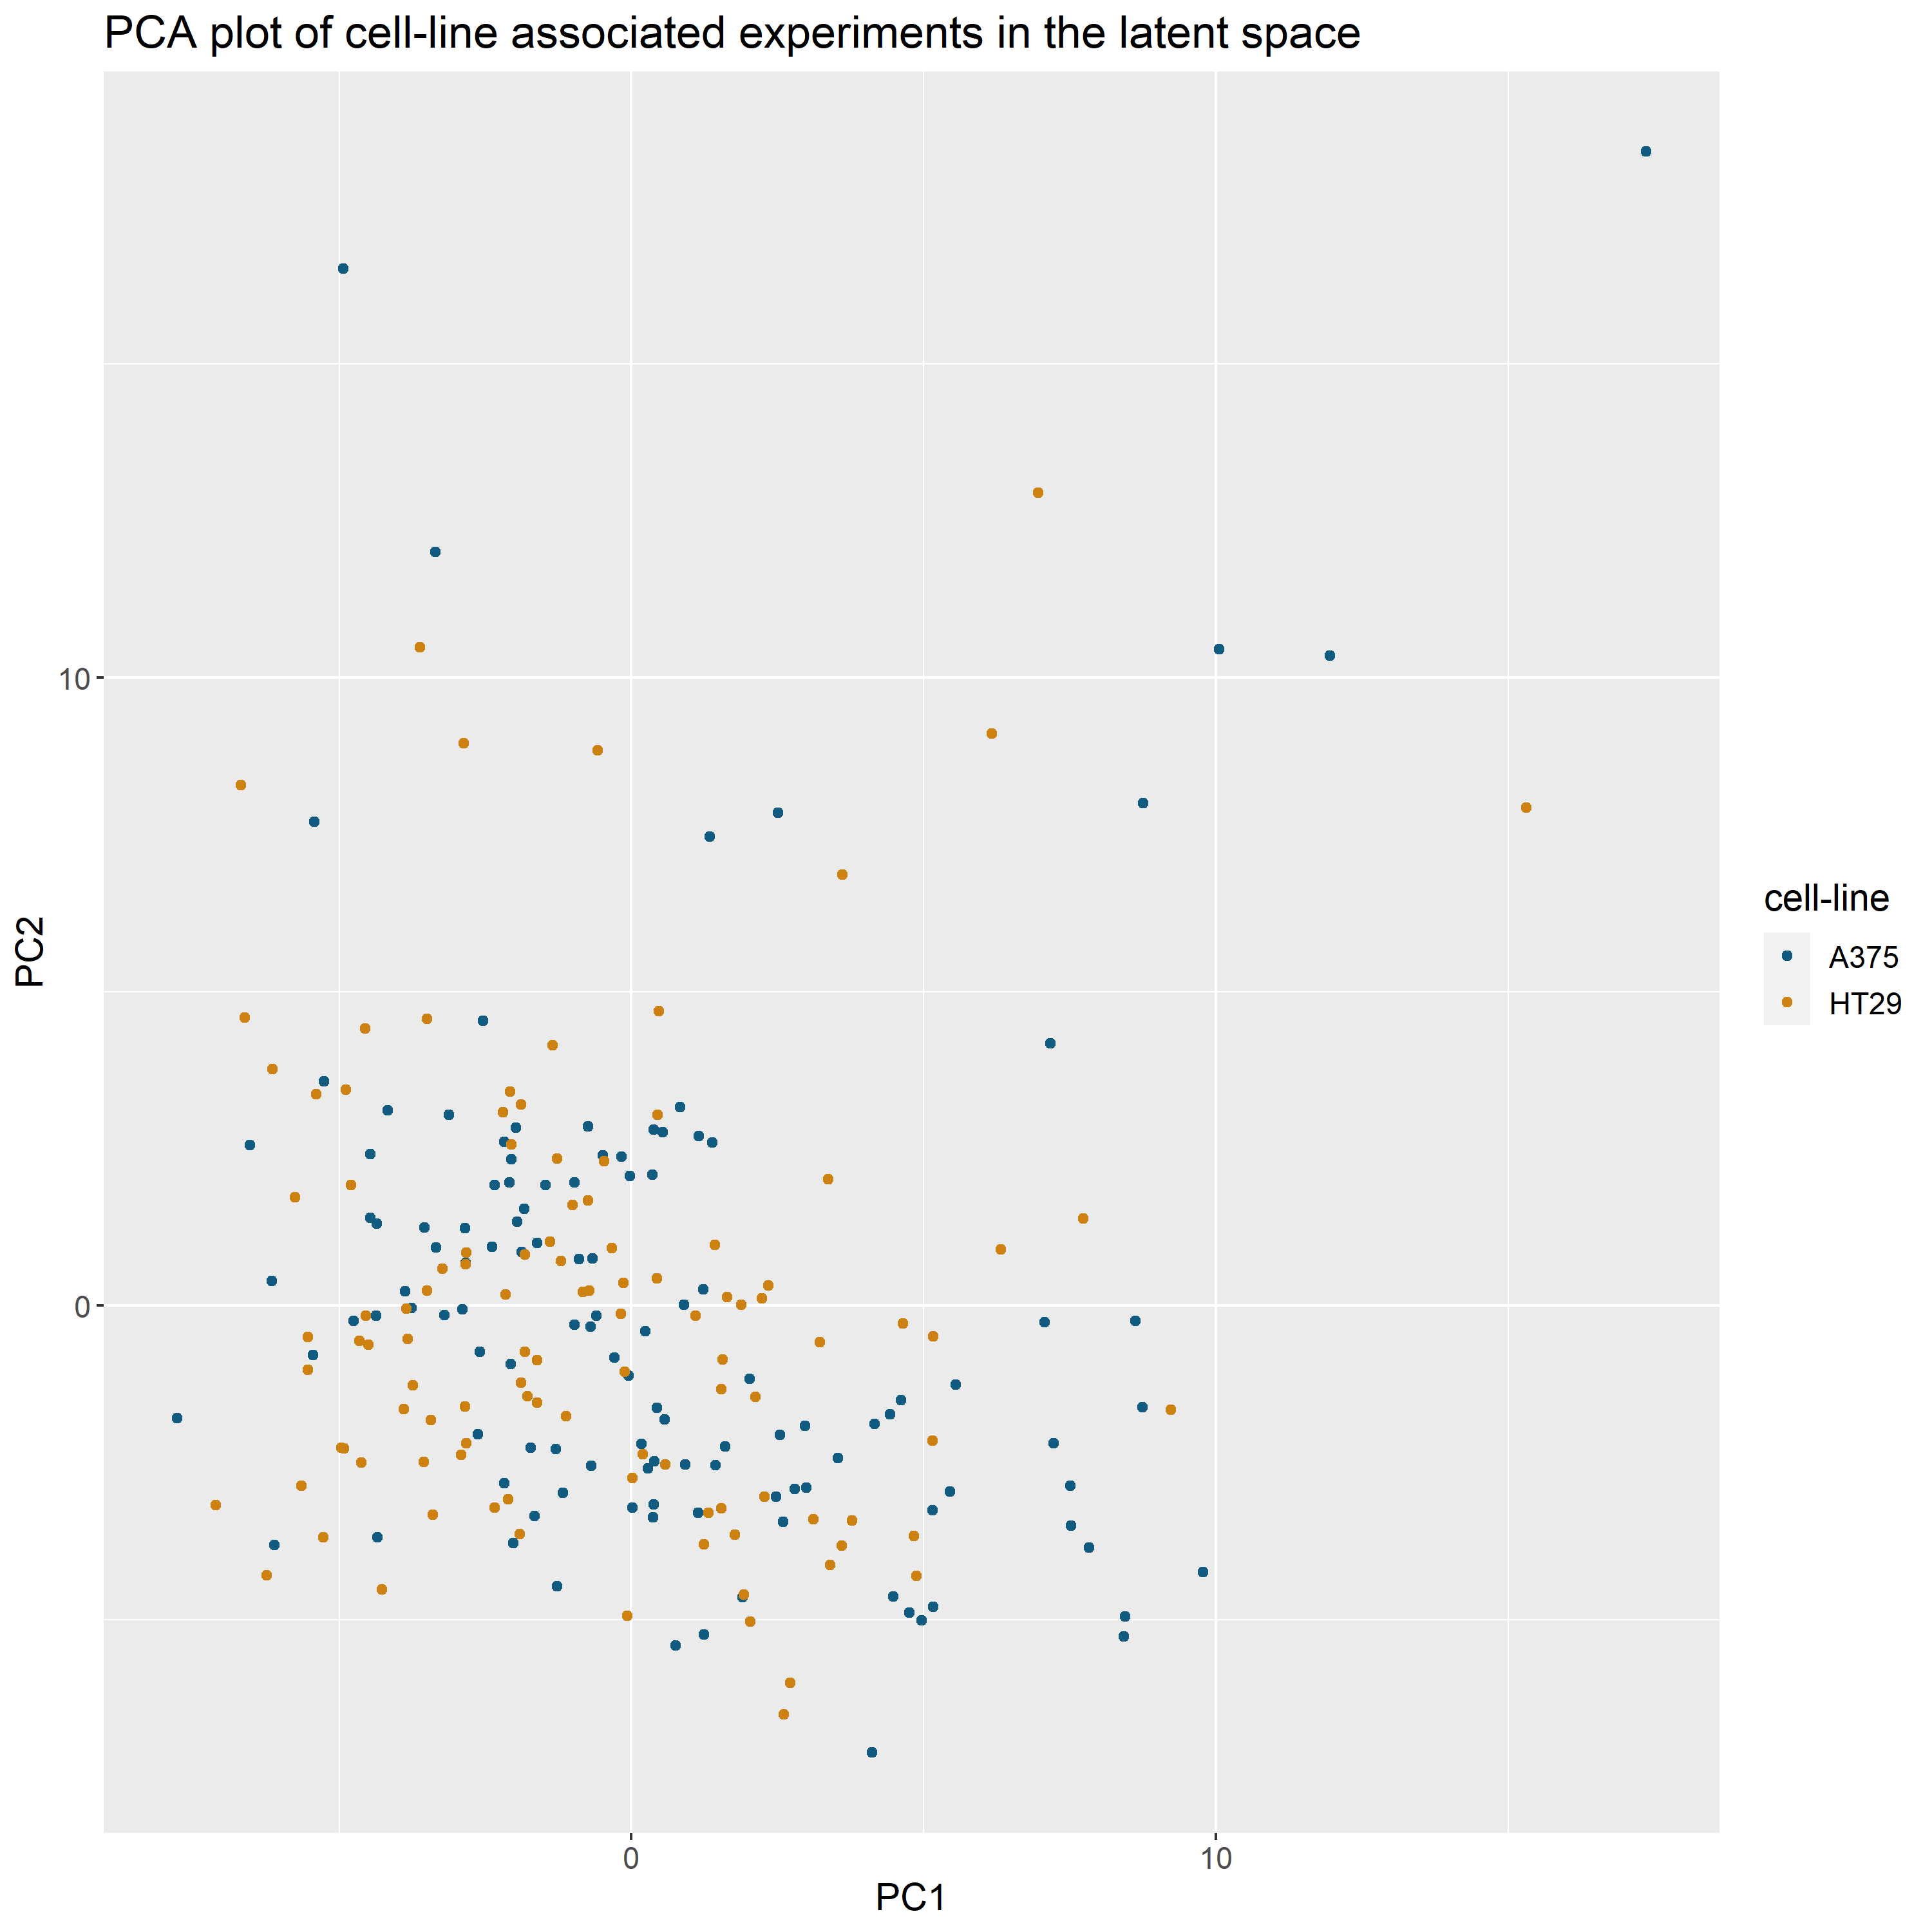 PCA plot of cell-line associated experiments in the latent space
10
0
PC2
0
10
PC1
cell-line
A375
HT29